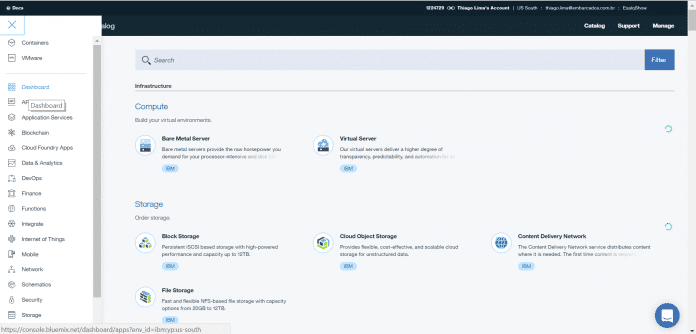 Docs
1224729
Thiago Lima's Account | US South : thiago.lima@embarcados.com.br : EasiqShow
alog
Catalog Support Manage
Containers
VMware
Dashboard
Dashboard
Application Services
Blockchain
Cloud Foundry Apps
Data & Analytics
DevOps
Finance
Functions
Integrate
Internet of Things
Mobile
Network
Schematics
Security
Storage
Search
Filter
Infrastructure
Compute
Build your virtual environments.
Bare Metal Server
Bare metal servers provide the raw horsepower you
demand for your processor-intensive and disk
IBM
Virtual Server
Our virtual servers deliver a higher degree of
transparency, predictability, and automation for
IBM
Storage
Order storage.
Block Storage
Persistent iSCSI based storage with high-powered
performance and capacity up to 12TB.
IBM
Cloud Object Storage
Provides flexible, cost-effective, and scalable cloud
storage for unstructured data.
IBM
Content Delivery Network
The Content Delivery Network service distributes content
where it is needed. The first time content is
IBM
File Storage
Fast and flexible NFS-based file storage with capacity
options from 20GB to 12TB.
IBM
https://console.bluemix.net/dashboard/apps?env_id=ibm:yp:us-south